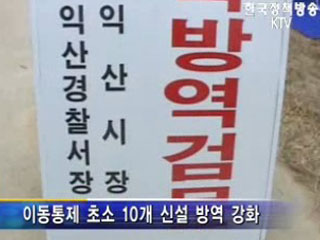 한국정책방송
KTV
방역검문
익산시장
익산경찰서장
이동통제 초소 10개 신설 방역 강화